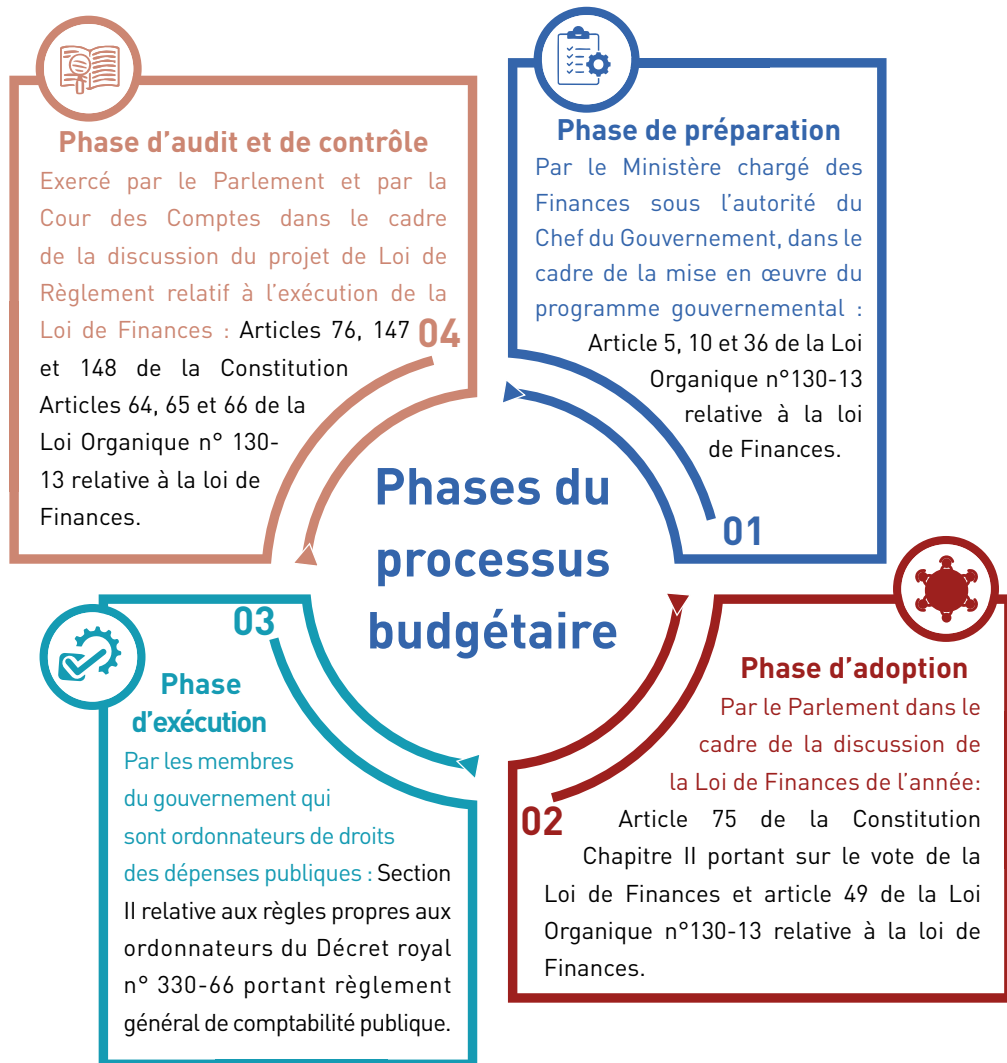 Phases du
processus
budgétaire
01
Phase de préparation
Par le Ministère chargé des
Finances sous l'autorité du
Chef du Gouvernement, dans le
cadre de la mise en œuvre du
programme gouvernemental :
Article 5, 10 et 36 de la Loi
Organique n°130-13
relative à la loi
de Finances.
02
Phase d'adoption
Par le Parlement dans le
cadre de la discussion de
la Loi de Finances de l'année:
Article 75 de la Constitution
Chapitre II portant sur le vote de la
Loi de Finances et article 49 de la Loi
Organique n°130-13 relative à la loi de
Finances.
03
Phase
d'exécution
Par les membres
du gouvernement qui
sont ordonnateurs de droits
des dépenses publiques : Section
II relative aux règles propres aux
ordonnateurs du Décret royal
n° 330-66 portant règlement
général de comptabilité publique.
04
Phase d'audit et de contrôle
Exercé par le Parlement et par la
Cour des Comptes dans le cadre
de la discussion du projet de Loi de
Règlement relatif à l'exécution de la
Loi de Finances : Articles 76, 147
et 148 de la Constitution
Articles 64, 65 et 66 de la
Loi Organique n° 130-
13 relative à la loi de
Finances.